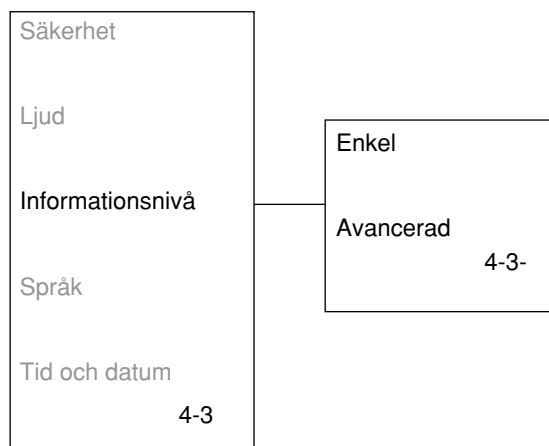 Säkerhet
Ljud
Informationsnivå
Språk
Tid och datum
4-3
Enkel
Avancerad
4-3-